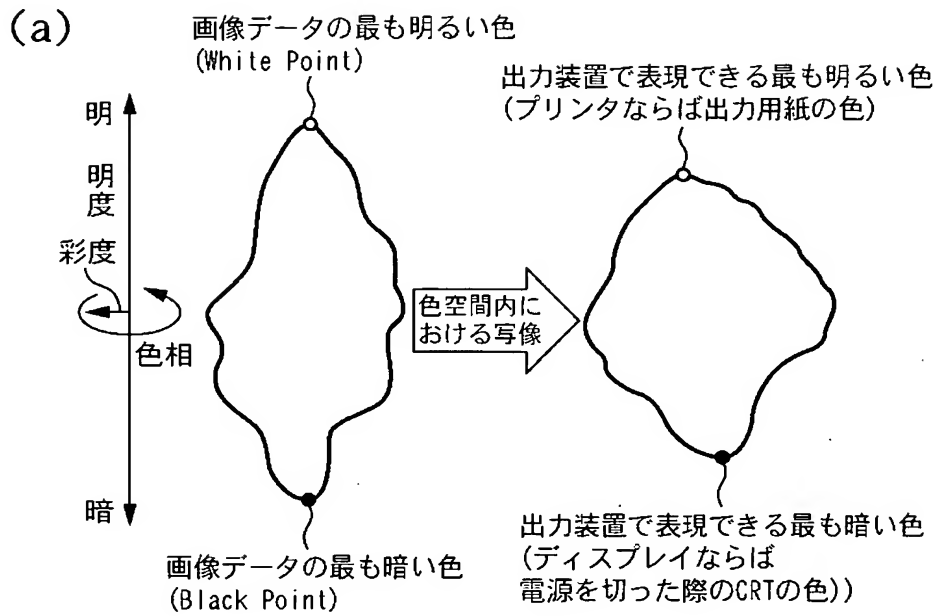 (a)
画像データの最も明るい色
(White Point)
出力装置で表現できる最も明るい色
(プリンタならば出力用紙の色)
明
明度
彩度
色相
暗
色空間内に
おける写像
画像データの最も暗い色
(Black Point)
出力装置で表現できる最も暗い色
(ディスプレイならば
電源を切った際のCRTの色))